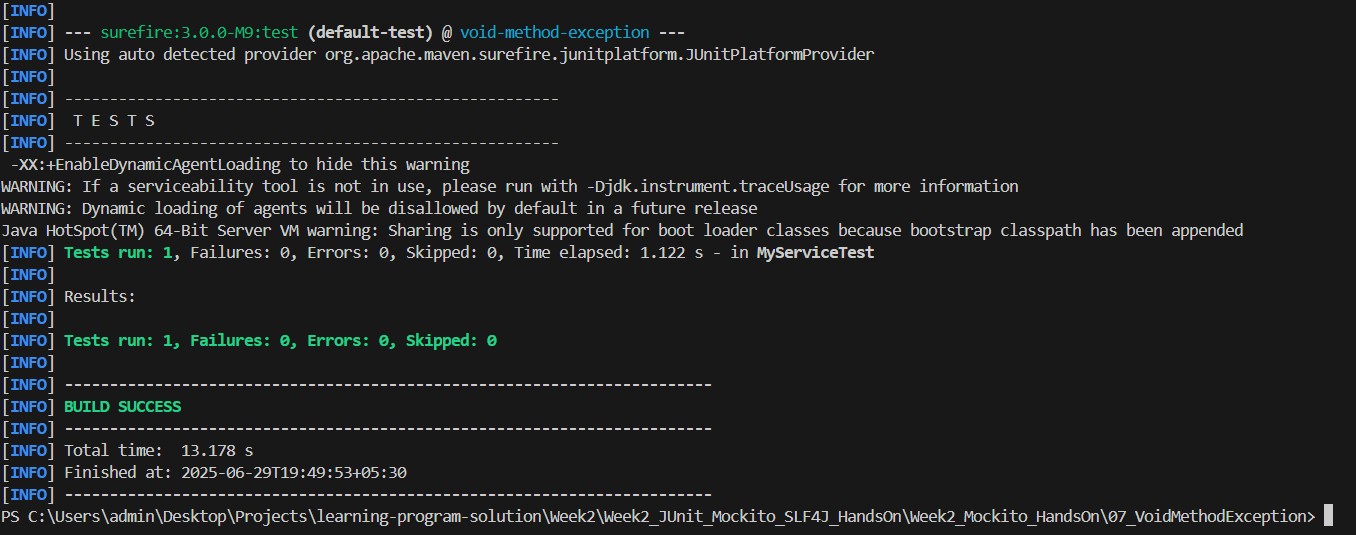 [INFO]
[INFO] --- surefire:3.0.0-M9:test (default-test) @ void-method-exception ---
[INFO] Using auto detected provider org.apache.maven.surefire.junitplatform.JUnitPlatformProvider
[INFO]
[INFO] -------------------------------------------------------
[INFO]  T E S T S
[INFO] -------------------------------------------------------
 -XX:+EnableDynamicAgentLoading to hide this warning
WARNING: If a serviceability tool is not in use, please run with -Djdk.instrument.traceUsage for more information
WARNING: Dynamic loading of agents will be disallowed by default in a future release
Java HotSpot(TM) 64-Bit Server VM warning: Sharing is only supported for boot loader classes because bootstrap classpath has been appended
[INFO] Tests run: 1, Failures: 0, Errors: 0, Skipped: 0, Time elapsed: 1.122 s - in MyServiceTest
[INFO]
[INFO] Results:
[INFO]
[INFO] Tests run: 1, Failures: 0, Errors: 0, Skipped: 0
[INFO]
[INFO] ------------------------------------------------------------------------
[INFO] BUILD SUCCESS
[INFO] ------------------------------------------------------------------------
[INFO] Total time:  13.178 s
[INFO] Finished at: 2025-06-29T19:49:53+05:30
[INFO] ------------------------------------------------------------------------
PS C:\Users\admin\Desktop\Projects\learning-program-solution\Week2\Week2_JUnit_Mockito_SLF4J_HandsOn\Week2_Mockito_HandsOn\07_VoidMethodException>